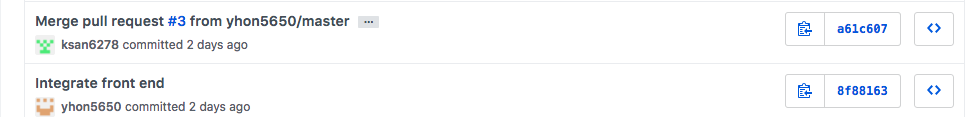 Merge pull request #3 from yhon5650/master ...
ksan6278 committed 2 days ago
a61c607
Integrate front end
yhon5650 committed 2 days ago
8f88163